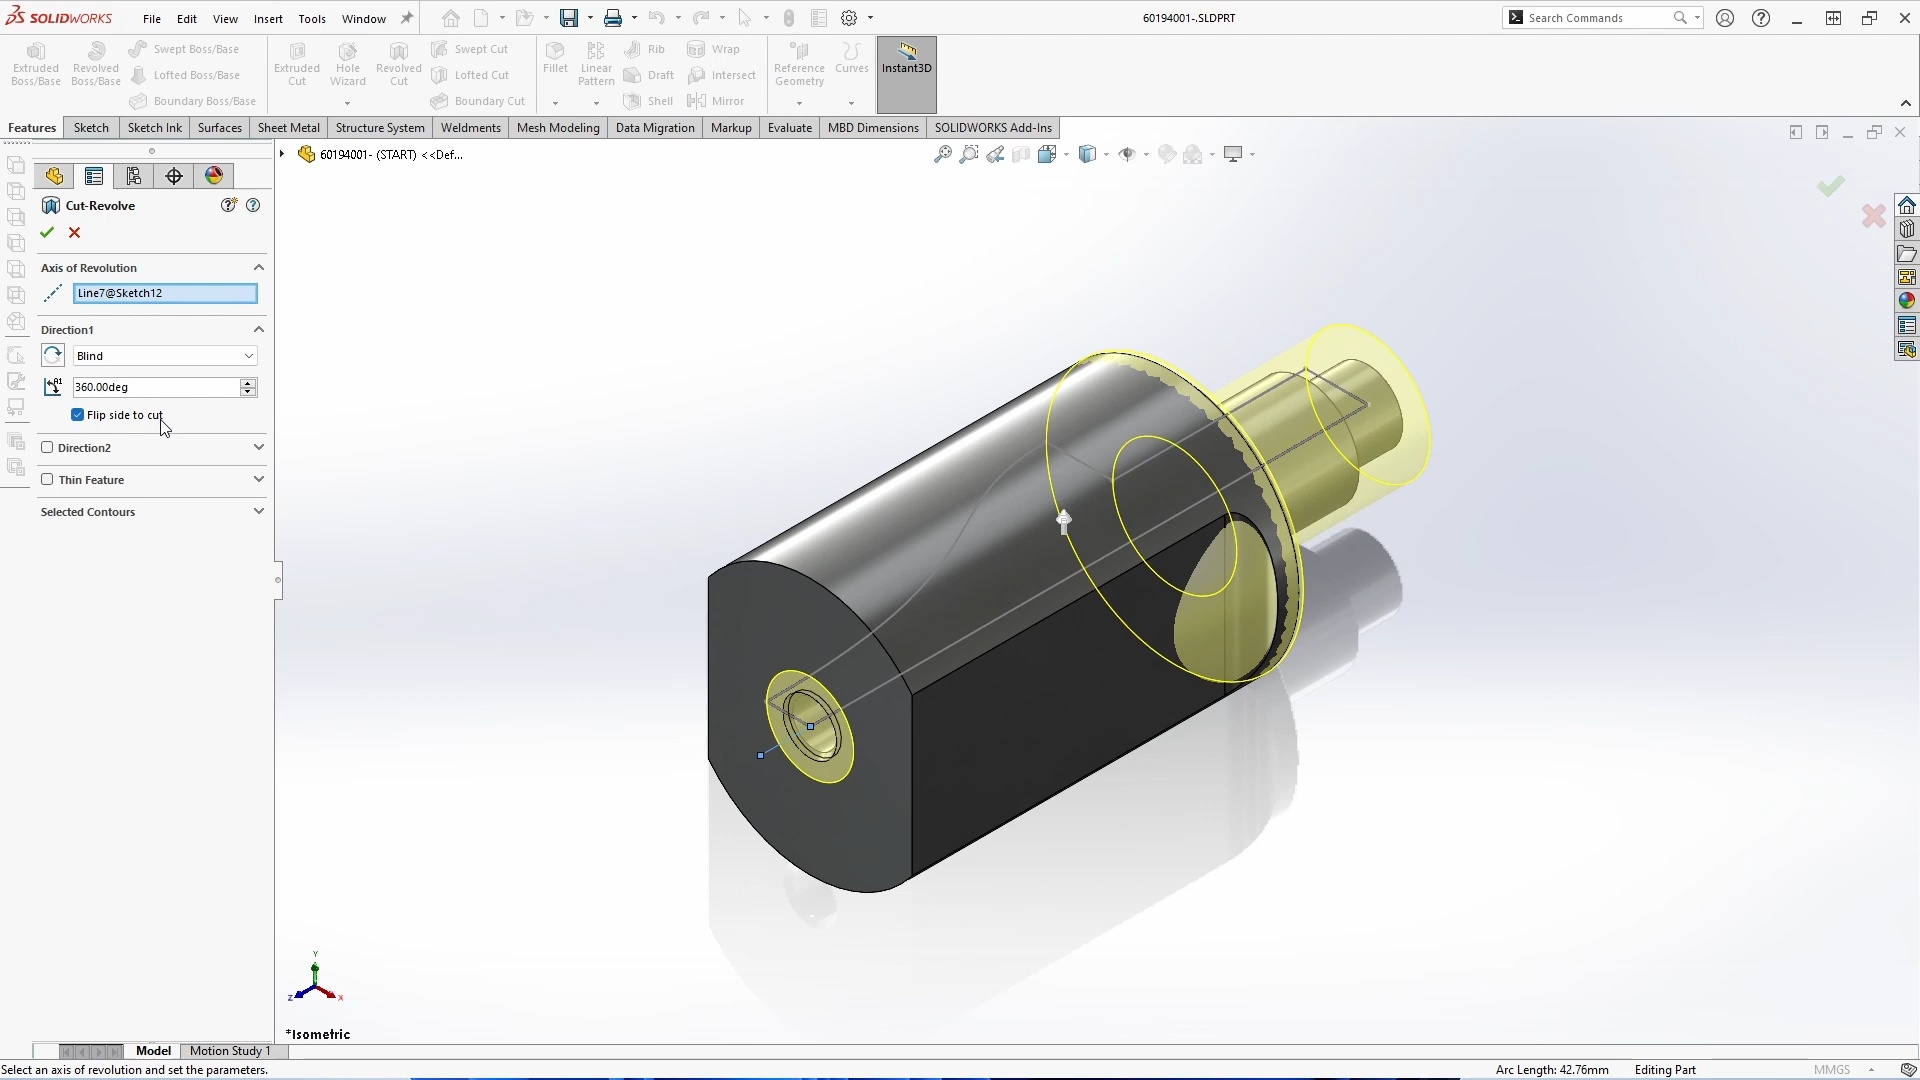 SOLIDWORKS File Edit View Insert Tools Window 60194001-.SLDPRT Search Commands
Extruded Boss/Base
Revolved Boss/Base
Swept Boss/Base
Lofted Boss/Base
Boundary Boss/Base
Extruded Cut
Hole Wizard
Revolved Cut
Swept Cut
Lofted Cut
Boundary Cut
Fillet
Linear Pattern
Rib
Draft
Shell
Wrap
Intersect
Mirror
Reference Geometry
Curves
Instant3D
Features Sketch Sketch Ink Surfaces Sheet Metal Structure System Weldments Mesh Modeling Data Migration Markup Evaluate MBD Dimensions SOLIDWORKS Add-Ins
60194001- (START) <<Def...
Cut-Revolve
Axis of Revolution
Line7@Sketch12
Direction1
Blind
360.00deg
Flip side to cut
Direction2
Thin Feature
Selected Contours
Y
Z X
*Isometric
Model Motion Study 1
Select an axis of revolution and set the parameters. Arc Length: 42.76mm Editing Part MMGS